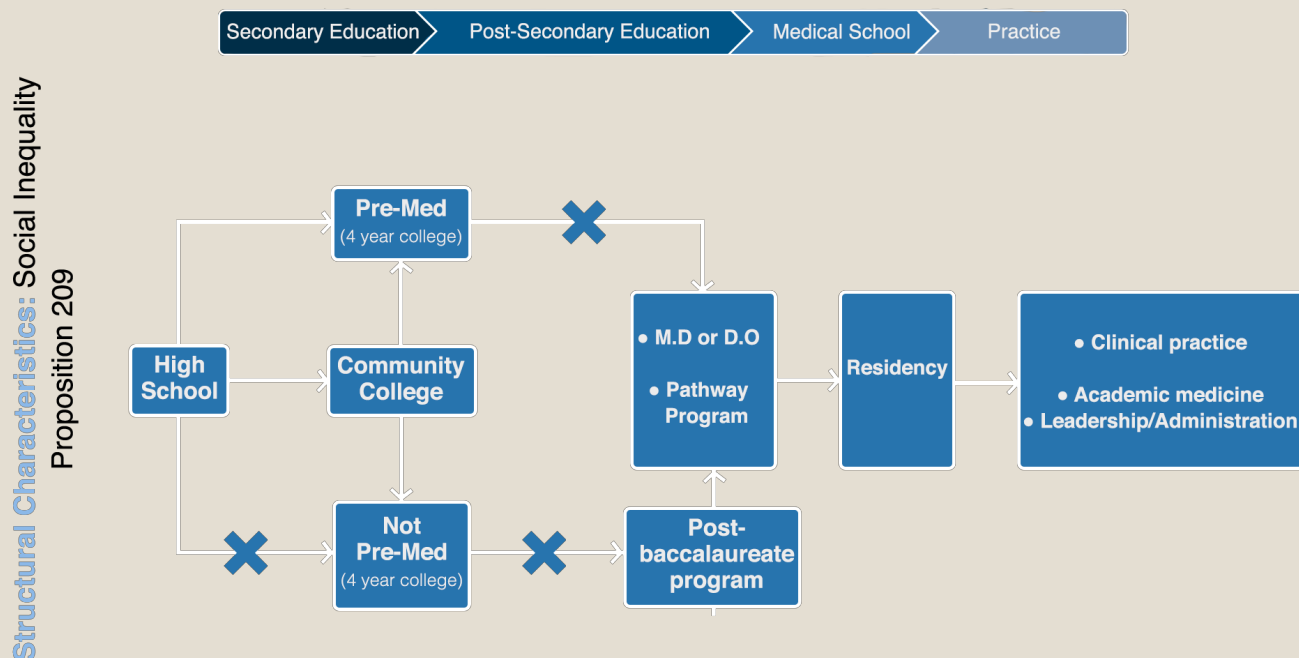 Secondary Education
Post-Secondary Education
Medical School
Practice
Structural Characteristics: Social Inequality
Proposition 209
Pre-Med
(4 year college)
High
School
Community
College
Not
Pre-Med
(4 year college)
• M.D or D.O
• Pathway
Program
Post-
baccalaureate
program
Residency
• Clinical practice
• Academic medicine
• Leadership/Administration